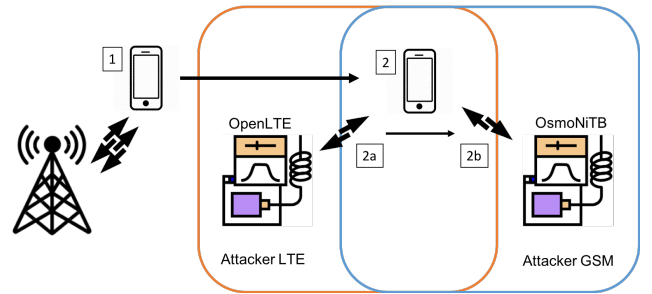 1
2
OpenLTE
OsmoNiTB
2a
2b
Attacker LTE
Attacker GSM